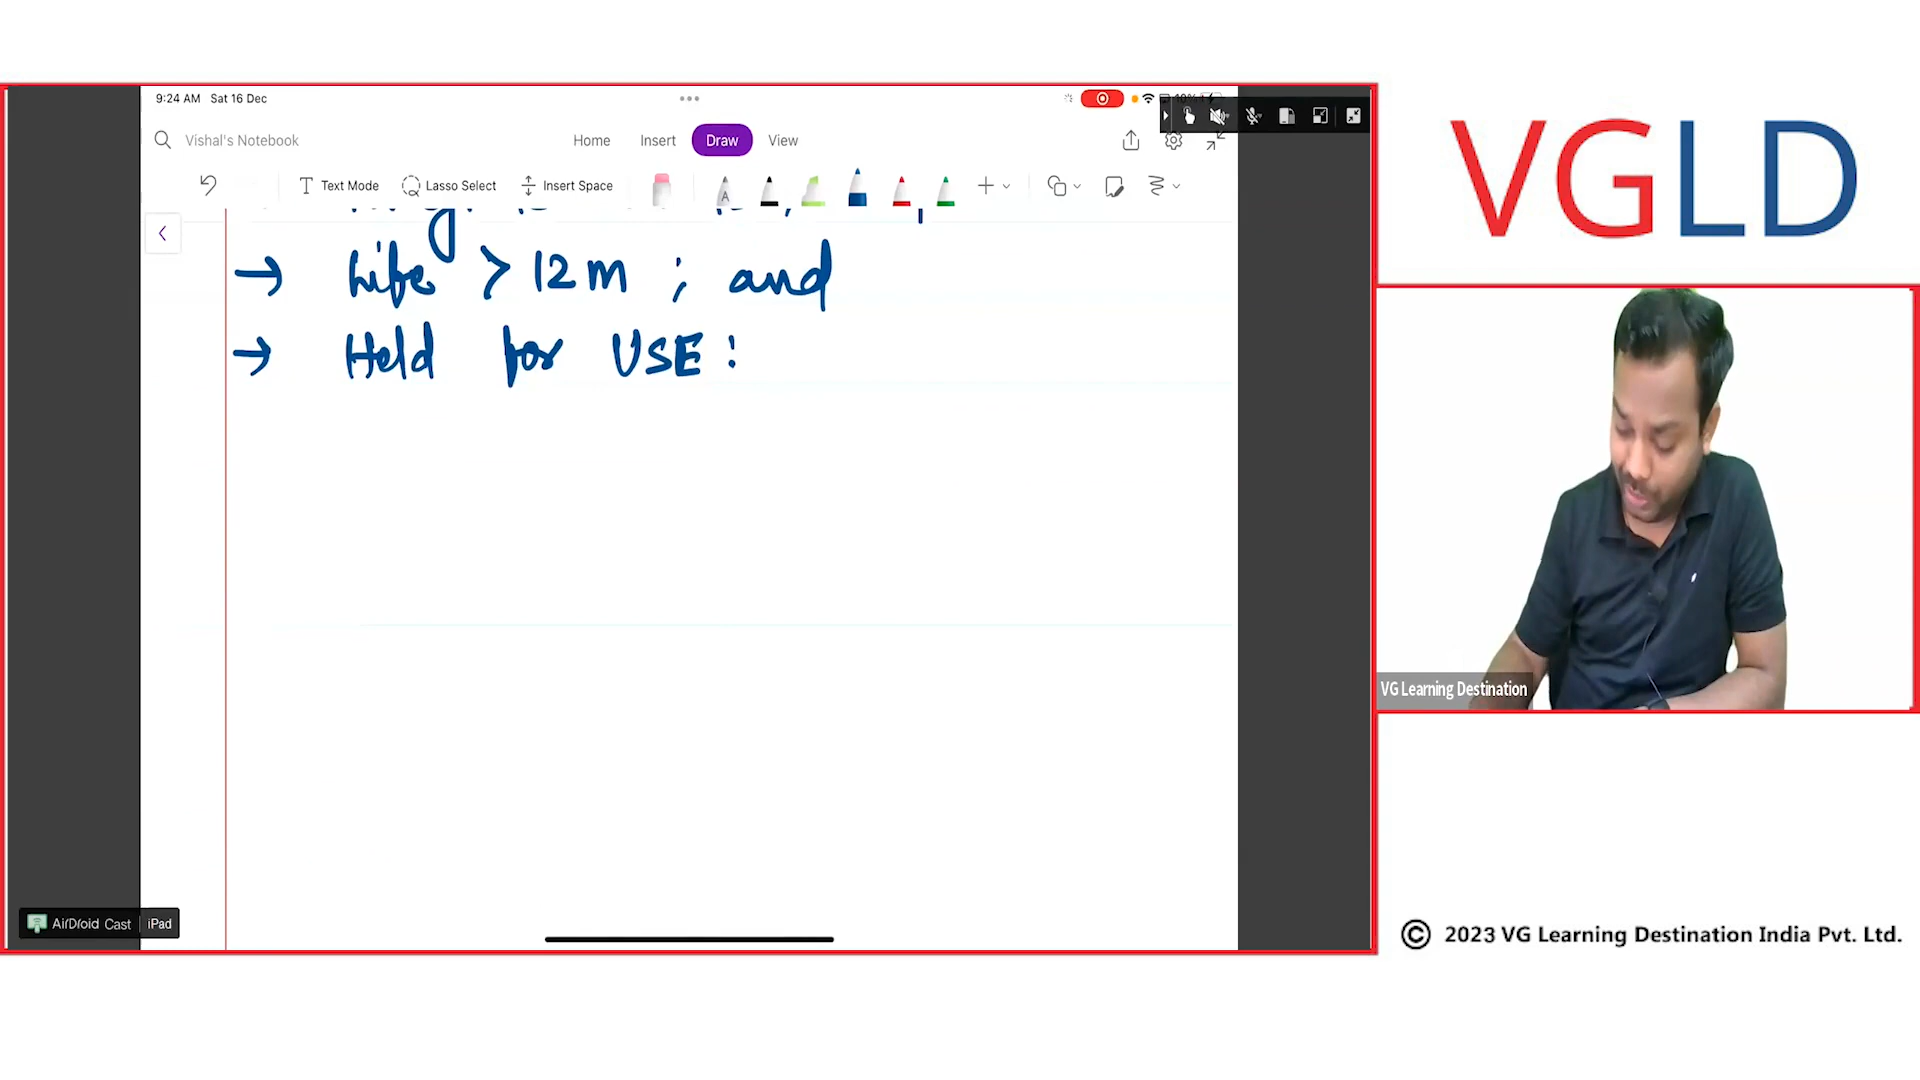 9:24 AM Sat 16 Dec
Vishal's Notebook
Home Insert Draw View
Text Mode Lasso Select Insert Space
A
→ Life > 12m ; and
→ Held for USE :
AirDroid Cast iPad
VGLD
VG Learning Destination
© 2023 VG Learning Destination India Pvt. Ltd.